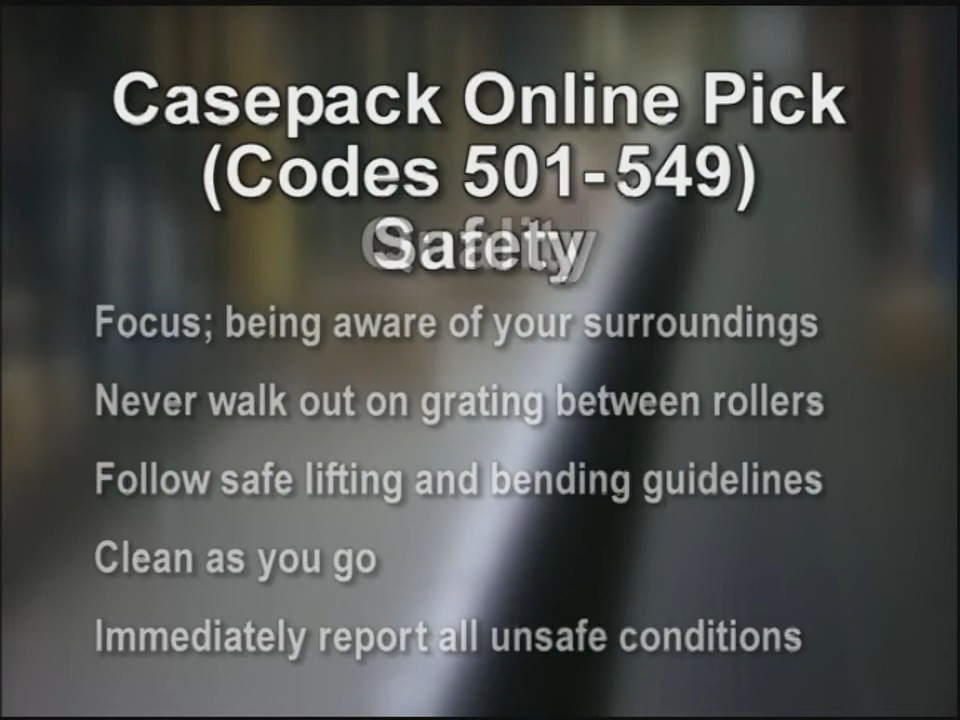 Casepack Online Pick
(Codes 501-549)
Safety
Quality
Focus; being aware of your surroundings
Never walk out on grating between rollers
Follow safe lifting and bending guidelines
Clean as you go
Immediately report all unsafe conditions